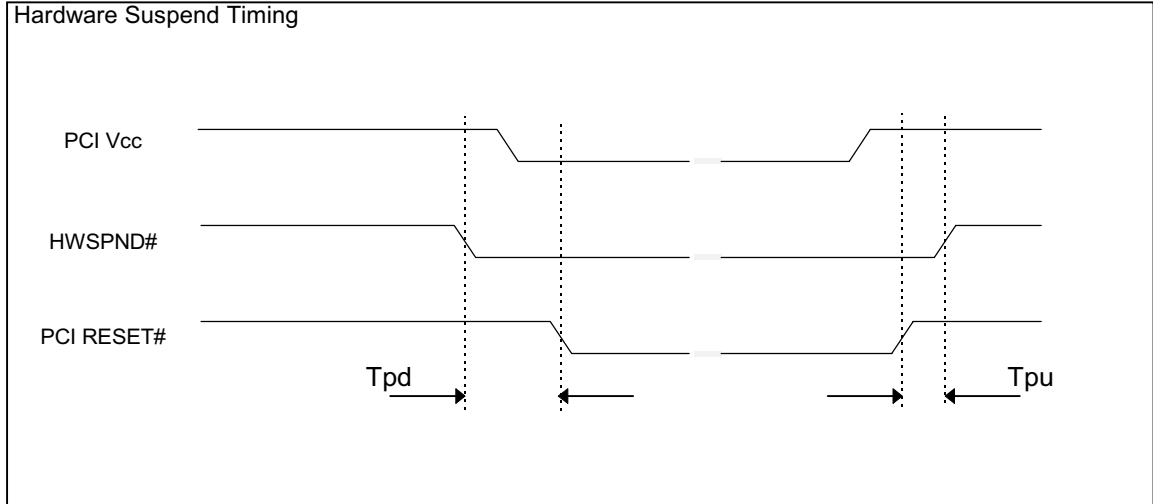 Hardware Suspend Timing
PCI Vcc
HWSPND#
PCI RESET#
Tpd
Tpu